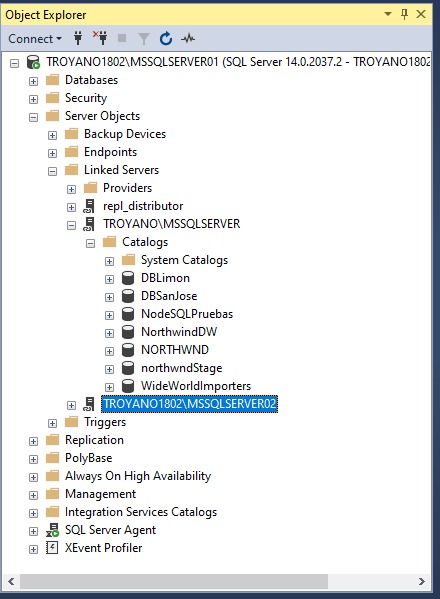 Object Explorer
Connect
TROYANO1802\MSSQLSERVER01 (SQL Server 14.0.2037.2 - TROYANO1802
Databases
Security
Server Objects
Backup Devices
Endpoints
Linked Servers
Providers
repl_distributor
TROYANO\MSSQLSERVER
Catalogs
System Catalogs
DBLimon
DBSanJose
NodeSQLPruebas
NorthwindDW
NORTHWND
northwndStage
WideWorldImporters
TROYANO1802\MSSQLSERVER02
Triggers
Replication
PolyBase
Always On High Availability
Management
Integration Services Catalogs
SQL Server Agent
XEvent Profiler